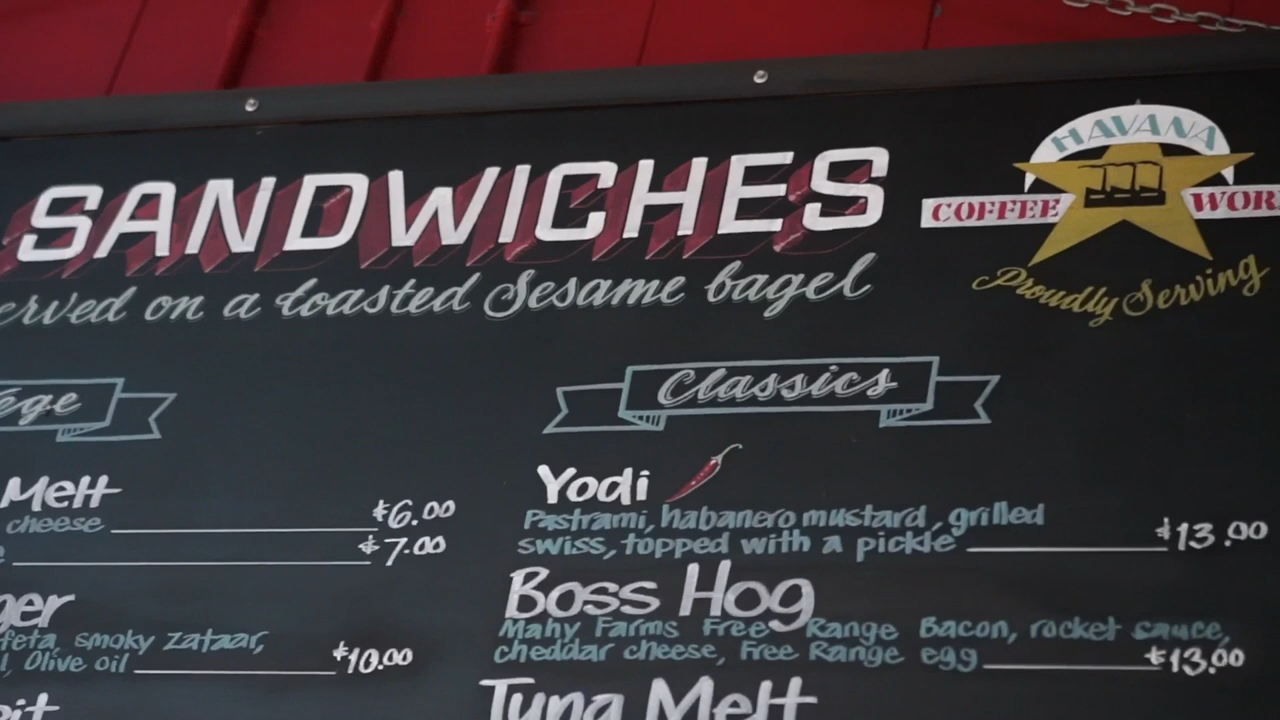 SANDWICHES
erved on a toasted Sesame bagel
HAVANA
COFFEE WOR
Proudly Serving
ege
Melt
cheese $6.00
$7.00
ger
feta, smoky zataar,
l, Olive oil $10.00
it
Classics
Yodi
Pastrami, habanero mustard, grilled
swiss, topped with a pickle $13.00
Boss Hog
Mahy Farms Free Range Bacon, rocket sauce,
cheddar cheese, Free Range egg $13.00
Tuna Melt